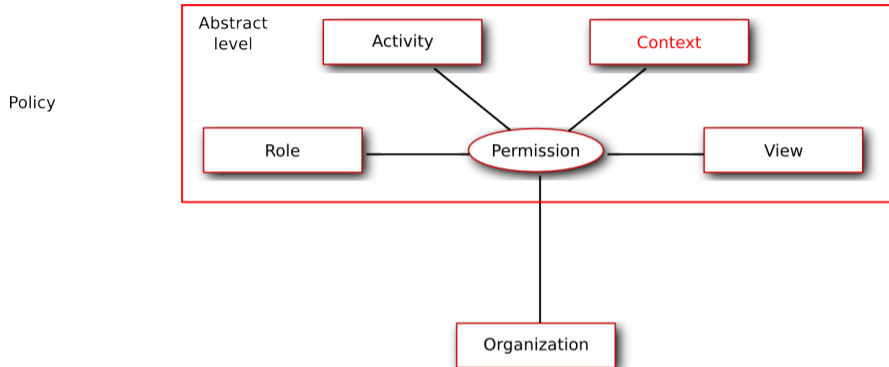 Abstract
level
Activity
Context
Policy
Role
Permission
View
Organization